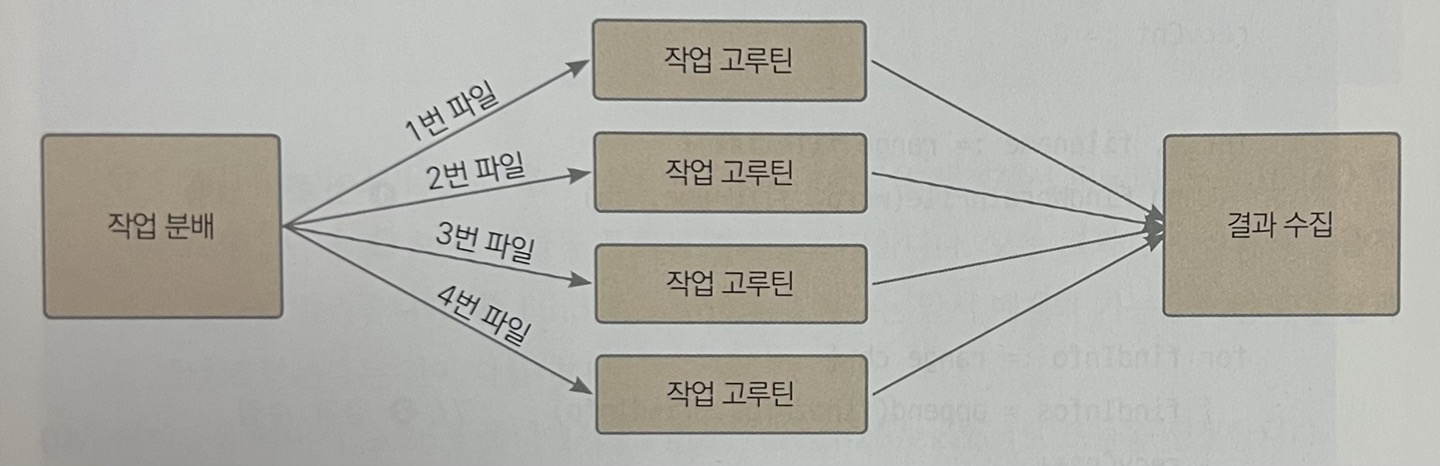 작업 분배
1번 파일
2번 파일
3번 파일
4번 파일
작업 고루틴
작업 고루틴
작업 고루틴
작업 고루틴
결과 수집